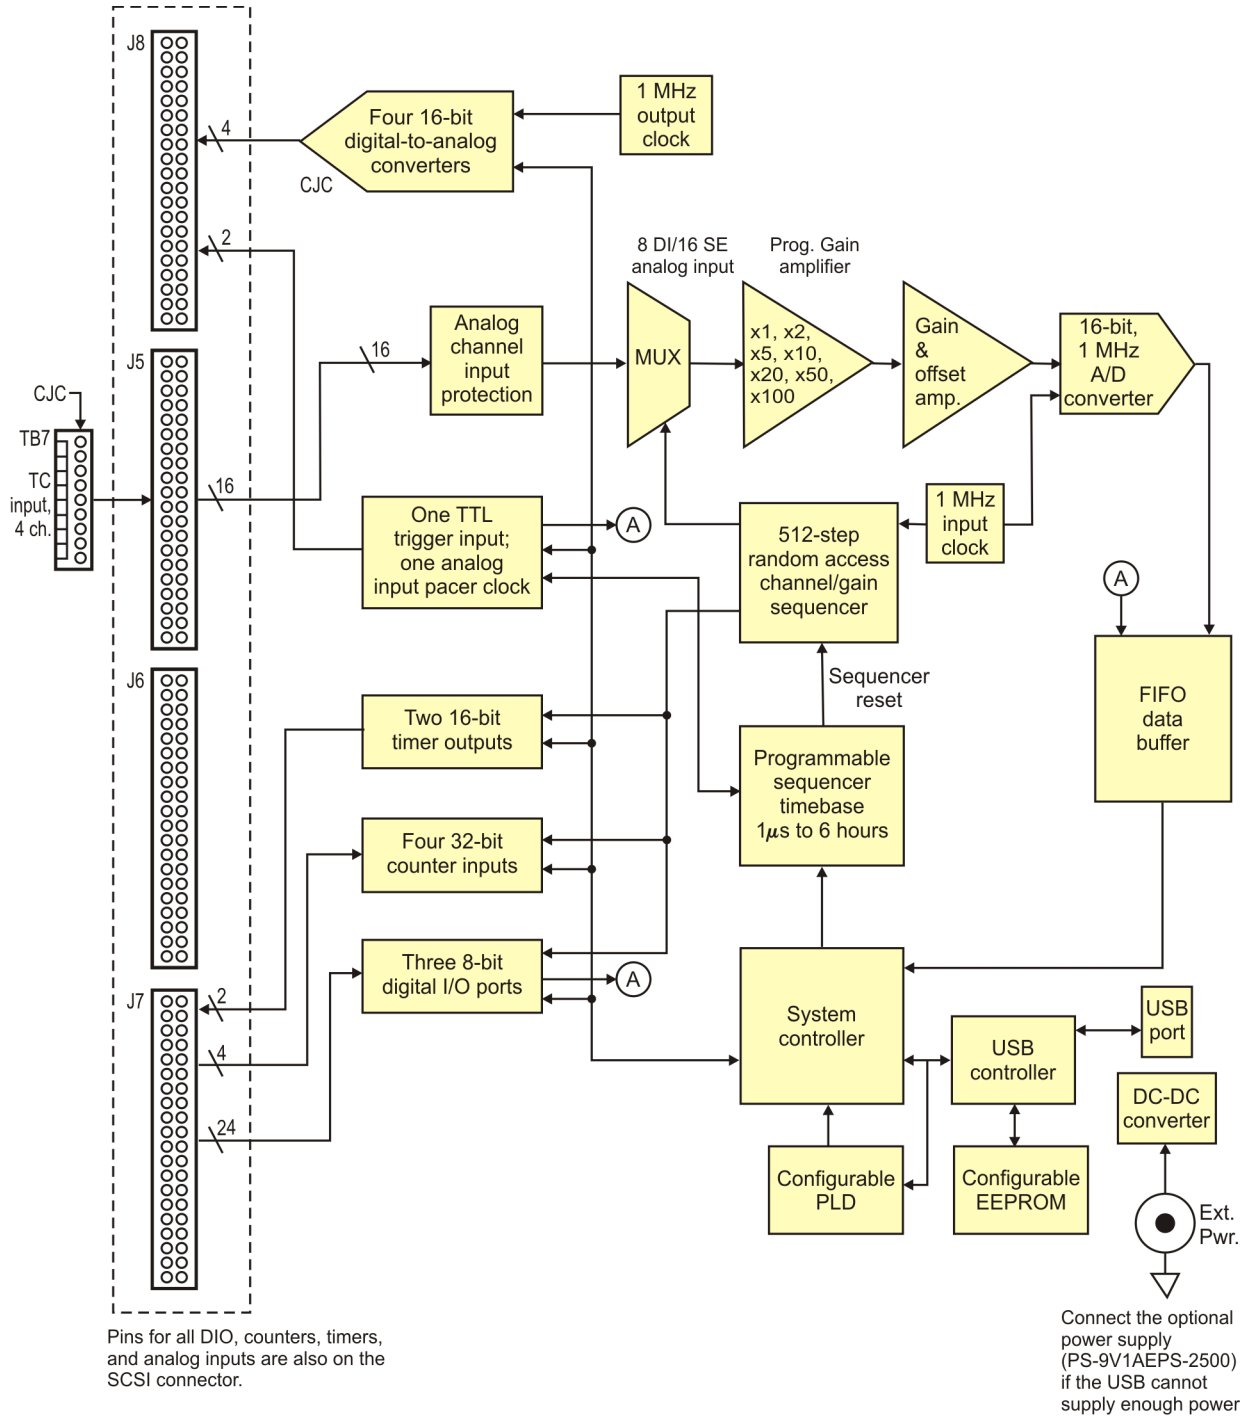 J8
4
Four 16-bit
digital-to-analog
converters
CJC
1 MHz
output
clock
2
8 DI/16 SE
analog input
Prog. Gain
amplifier
J5
16
Analog
channel
input
protection
MUX
x1, x2,
x5, x10,
x20, x50,
x100
Gain
&
offset
amp.
16-bit,
1 MHz
A/D
converter
CJC
TB7
TC
input,
4 ch.
16
One TTL
trigger input;
one analog
input pacer clock
A
512-step
random access
channel/gain
sequencer
1 MHz
input
clock
A
Sequencer
reset
FIFO
data
buffer
J6
Two 16-bit
timer outputs
Programmable
sequencer
timebase
1µs to 6 hours
Four 32-bit
counter inputs
Three 8-bit
digital I/O ports
A
J7
2
4
24
System
controller
USB
controller
USB
port
DC-DC
converter
Configurable
PLD
Configurable
EEPROM
Ext.
Pwr.
Connect the optional
power supply
(PS-9V1AEPS-2500)
if the USB cannot
supply enough power
Pins for all DIO, counters, timers,
and analog inputs are also on the
SCSI connector.